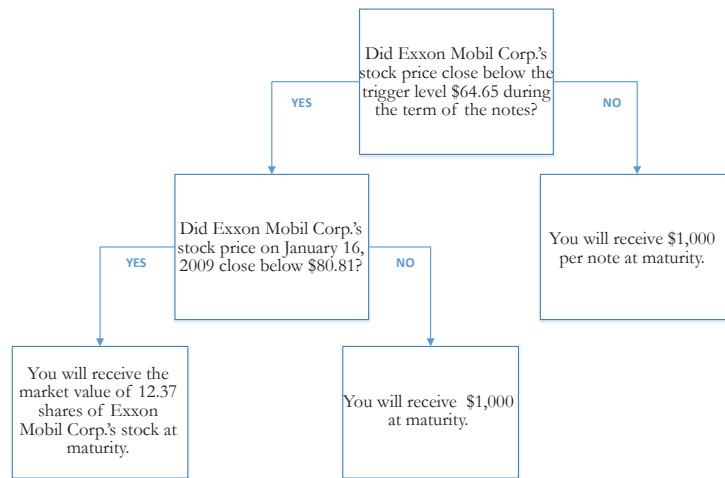 Did Exxon Mobil Corp.'s
stock price close below the
trigger level $64.65 during
the term of the notes?
YES
NO
Did Exxon Mobil Corp.'s
stock price on January 16,
2009 close below $80.81?
You will receive $1,000
per note at maturity.
YES
NO
You will receive the
market value of 12.37
shares of Exxon
Mobil Corp.'s stock at
maturity.
You will receive $1,000
at maturity.